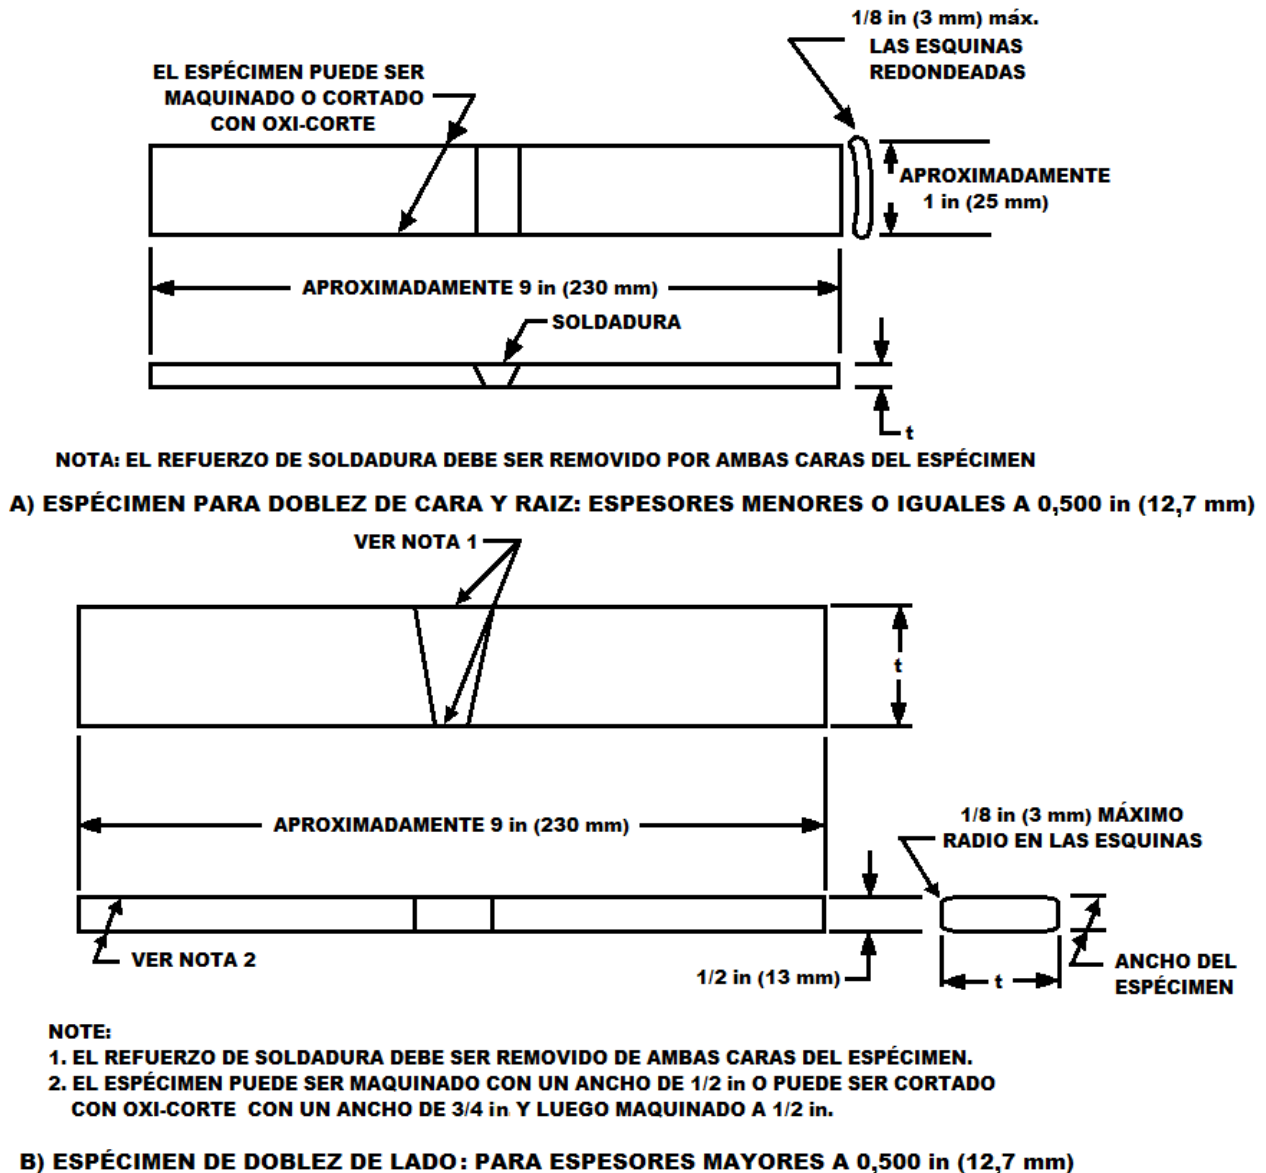 1/8 in (3 mm) máx.
LAS ESQUINAS
REDONDEADAS
EL ESPÉCIMEN PUEDE SER
MAQUINADO O CORTADO
CON OXI-CORTE
APROXIMADAMENTE
1 in (25 mm)
APROXIMADAMENTE 9 in (230 mm)
SOLDADURA
t
NOTA: EL REFUERZO DE SOLDADURA DEBE SER REMOVIDO POR AMBAS CARAS DEL ESPÉCIMEN
A) ESPÉCIMEN PARA DOBLEZ DE CARA Y RAIZ: ESPESORES MENORES O IGUALES A 0,500 in (12,7 mm)
VER NOTA 1
t
APROXIMADAMENTE 9 in (230 mm)
1/8 in (3 mm) MÁXIMO
RADIO EN LAS ESQUINAS
VER NOTA 2
1/2 in (13 mm)
t
ANCHO DEL
ESPÉCIMEN
NOTE:
1. EL REFUERZO DE SOLDADURA DEBE SER REMOVIDO DE AMBAS CARAS DEL ESPÉCIMEN.
2. EL ESPÉCIMEN PUEDE SER MAQUINADO CON UN ANCHO DE 1/2 in O PUEDE SER CORTADO
CON OXI-CORTE CON UN ANCHO DE 3/4 in Y LUEGO MAQUINADO A 1/2 in.
B) ESPÉCIMEN DE DOBLEZ DE LADO: PARA ESPESORES MAYORES A 0,500 in (12,7 mm)